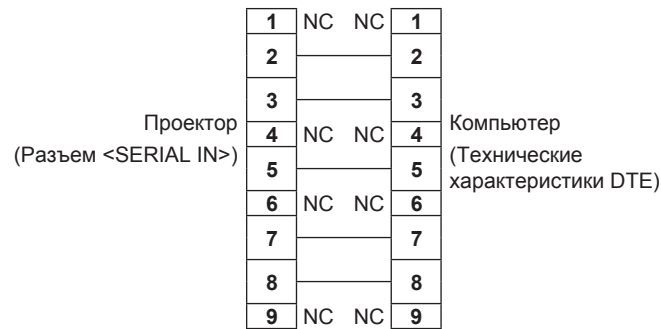 1 NC NC 1
2 2
3 3
Проектор
(Разъем <SERIAL IN>)
4 NC NC 4
Компьютер
(Технические
характеристики DTE)
5 5
6 NC NC 6
7 7
8 8
9 NC NC 9